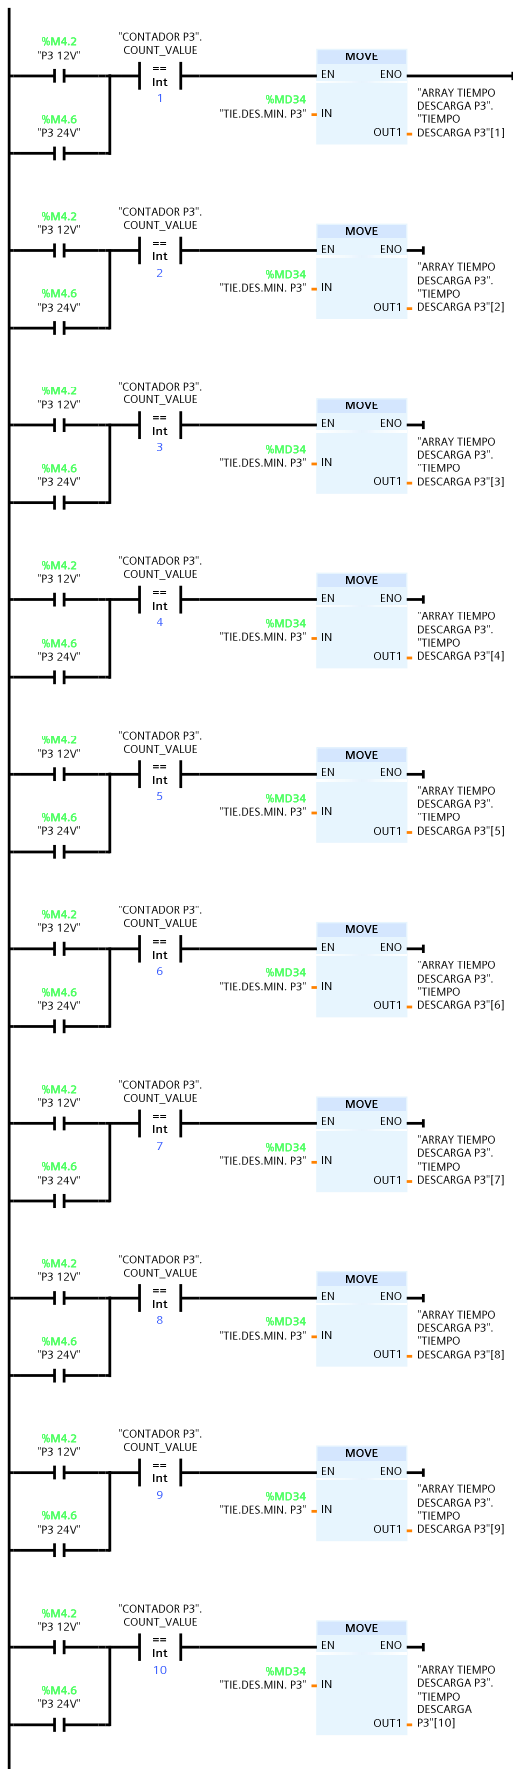 %M4.2
"P3 12V"
"CONTADOR P3".
COUNT_VALUE
==
Int
1
MOVE
EN ENO
%MD34
"TIE.DES.MIN. P3" IN
"ARRAY TIEMPO
DESCARGA P3".
"TIEMPO
OUT1 DESCARGA P3"[1]
%M4.6
"P3 24V"
%M4.2
"P3 12V"
"CONTADOR P3".
COUNT_VALUE
==
Int
2
MOVE
EN ENO
%MD34
"TIE.DES.MIN. P3" IN
"ARRAY TIEMPO
DESCARGA P3".
"TIEMPO
OUT1 DESCARGA P3"[2]
%M4.6
"P3 24V"
%M4.2
"P3 12V"
"CONTADOR P3".
COUNT_VALUE
==
Int
3
MOVE
EN ENO
%MD34
"TIE.DES.MIN. P3" IN
"ARRAY TIEMPO
DESCARGA P3".
"TIEMPO
OUT1 DESCARGA P3"[3]
%M4.6
"P3 24V"
%M4.2
"P3 12V"
"CONTADOR P3".
COUNT_VALUE
==
Int
4
MOVE
EN ENO
%MD34
"TIE.DES.MIN. P3" IN
"ARRAY TIEMPO
DESCARGA P3".
"TIEMPO
OUT1 DESCARGA P3"[4]
%M4.6
"P3 24V"
%M4.2
"P3 12V"
"CONTADOR P3".
COUNT_VALUE
==
Int
5
MOVE
EN ENO
%MD34
"TIE.DES.MIN. P3" IN
"ARRAY TIEMPO
DESCARGA P3".
"TIEMPO
OUT1 DESCARGA P3"[5]
%M4.6
"P3 24V"
%M4.2
"P3 12V"
"CONTADOR P3".
COUNT_VALUE
==
Int
6
MOVE
EN ENO
%MD34
"TIE.DES.MIN. P3" IN
"ARRAY TIEMPO
DESCARGA P3".
"TIEMPO
OUT1 DESCARGA P3"[6]
%M4.6
"P3 24V"
%M4.2
"P3 12V"
"CONTADOR P3".
COUNT_VALUE
==
Int
7
MOVE
EN ENO
%MD34
"TIE.DES.MIN. P3" IN
"ARRAY TIEMPO
DESCARGA P3".
"TIEMPO
OUT1 DESCARGA P3"[7]
%M4.6
"P3 24V"
%M4.2
"P3 12V"
"CONTADOR P3".
COUNT_VALUE
==
Int
8
MOVE
EN ENO
%MD34
"TIE.DES.MIN. P3" IN
"ARRAY TIEMPO
DESCARGA P3".
"TIEMPO
OUT1 DESCARGA P3"[8]
%M4.6
"P3 24V"
%M4.2
"P3 12V"
"CONTADOR P3".
COUNT_VALUE
==
Int
9
MOVE
EN ENO
%MD34
"TIE.DES.MIN. P3" IN
"ARRAY TIEMPO
DESCARGA P3".
"TIEMPO
OUT1 DESCARGA P3"[9]
%M4.6
"P3 24V"
%M4.2
"P3 12V"
"CONTADOR P3".
COUNT_VALUE
==
Int
10
MOVE
EN ENO
%MD34
"TIE.DES.MIN. P3" IN
"ARRAY TIEMPO
DESCARGA P3".
"TIEMPO
DESCARGA
OUT1 P3"[10]
%M4.6
"P3 24V"